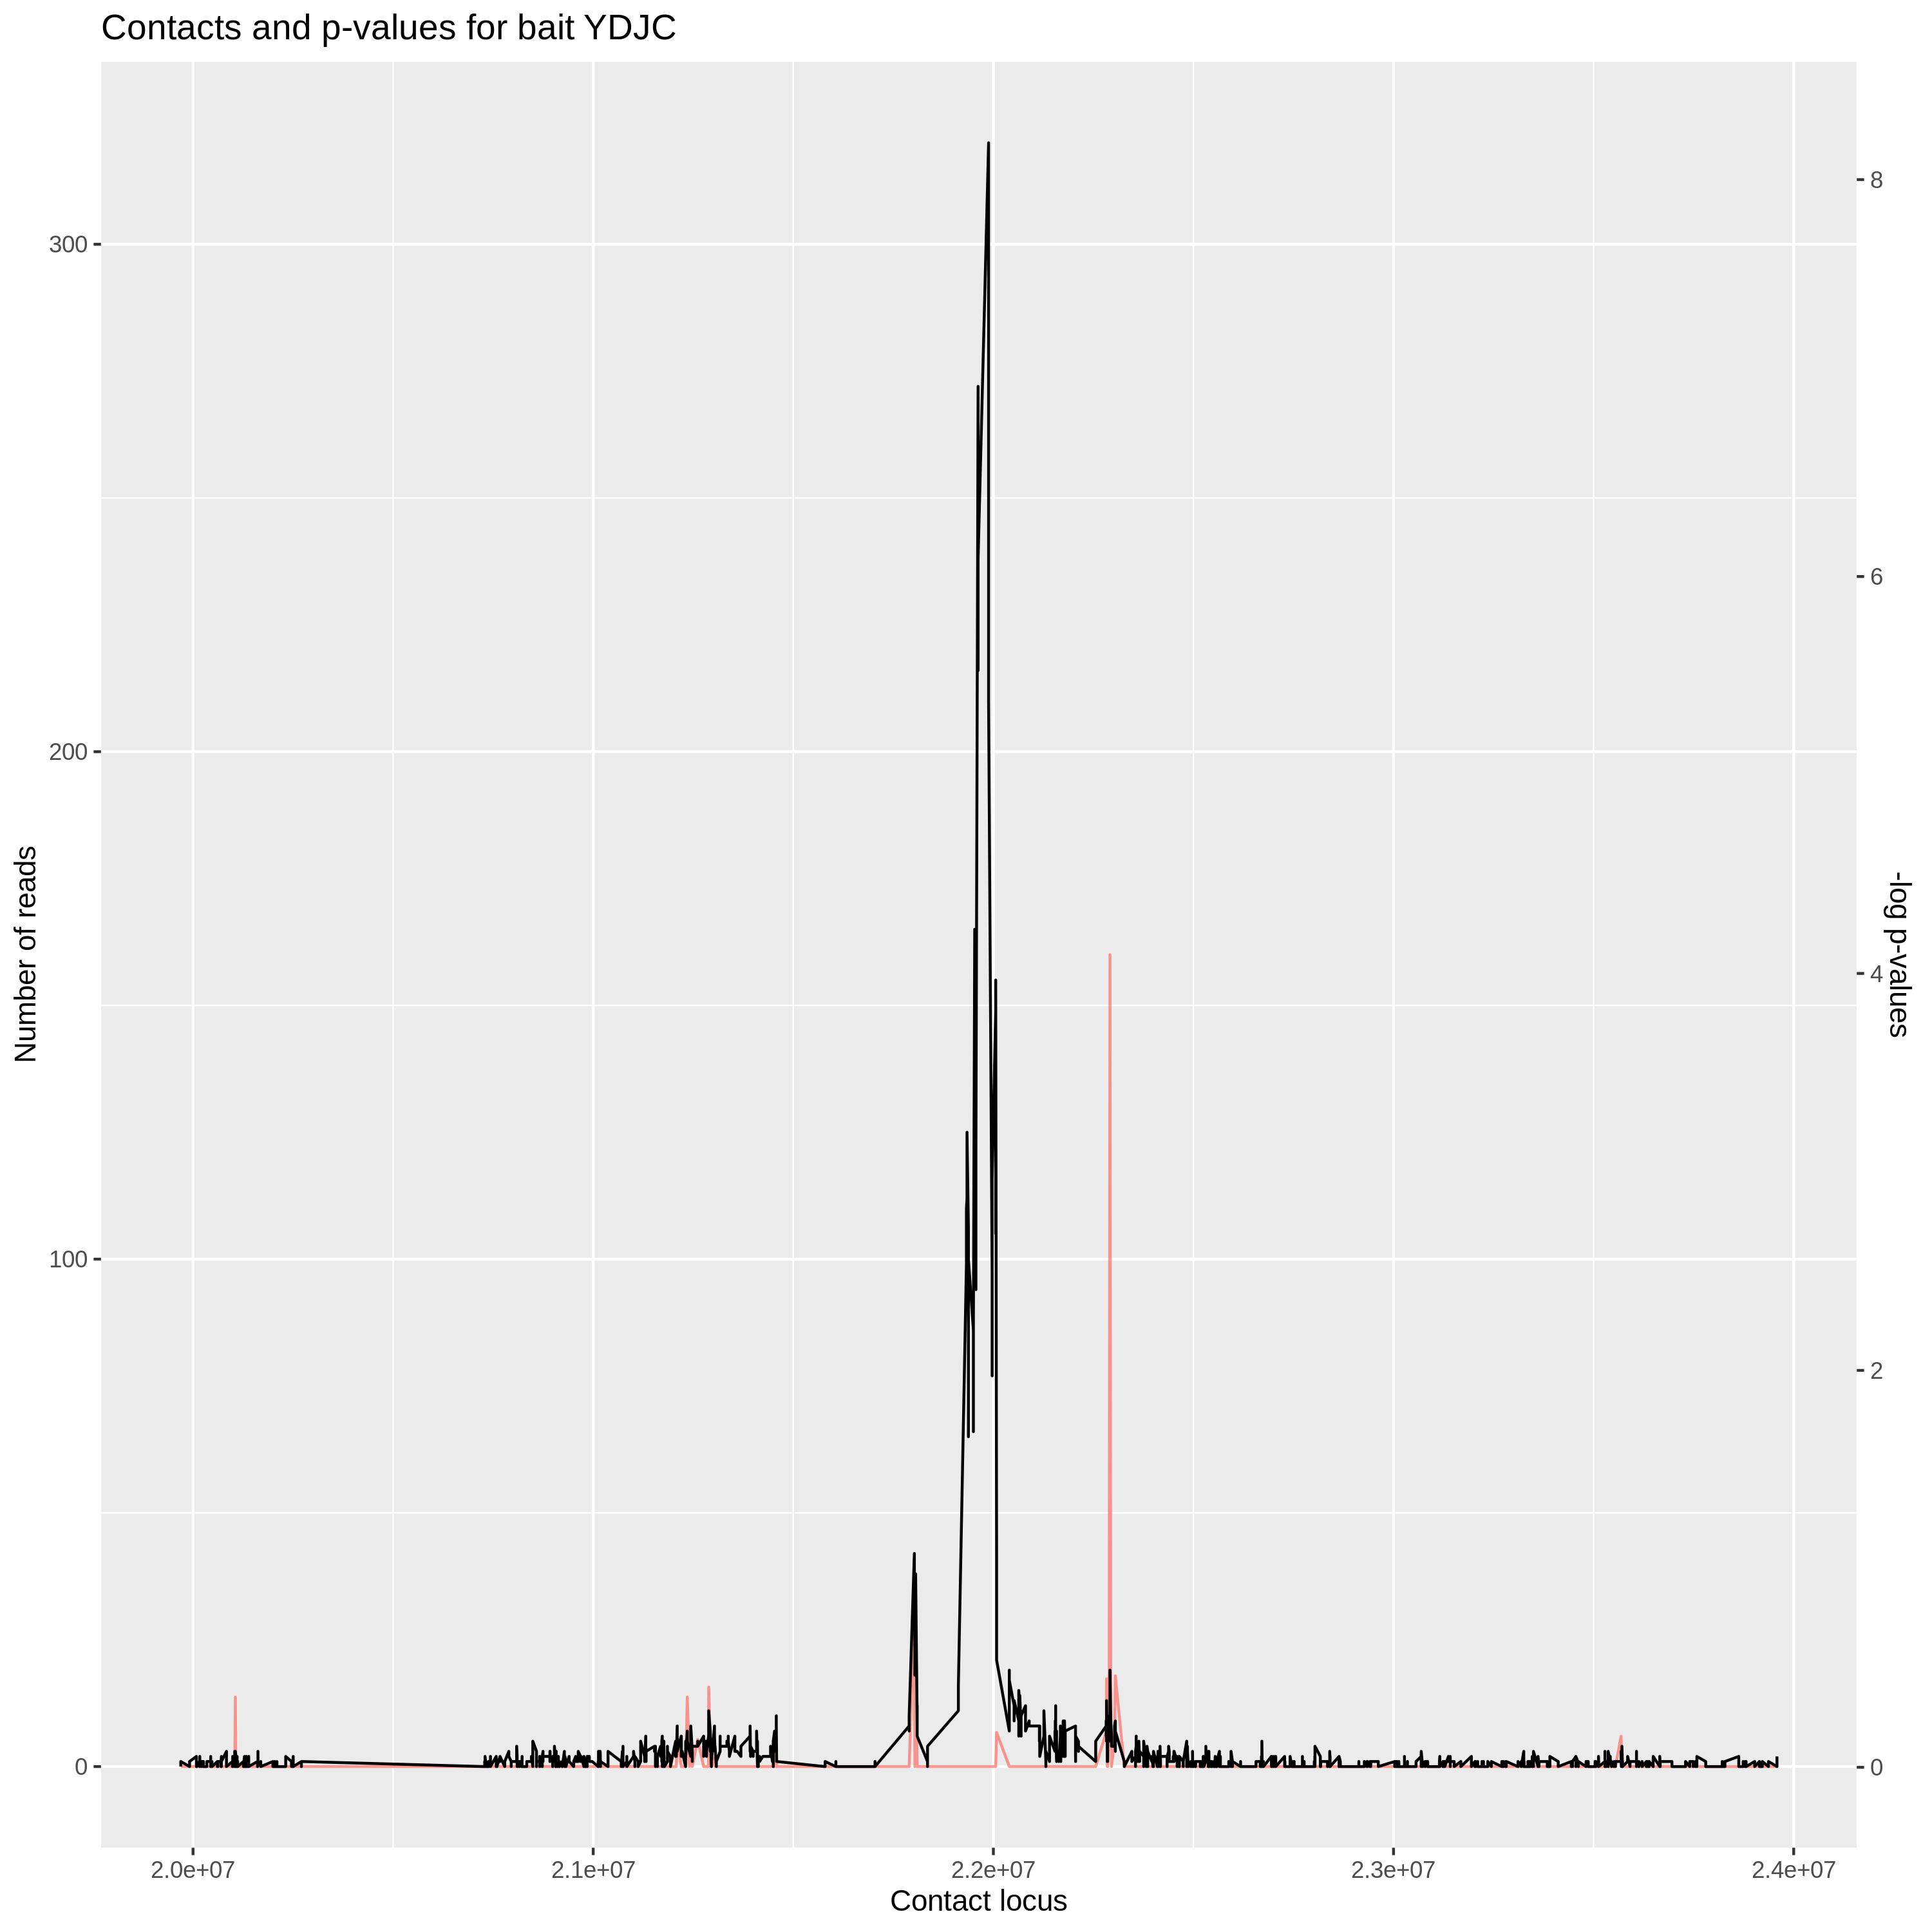 Contacts and p-values for bait YDJC
300
200
100
0
Number of reads
8
6
4
2
0
-log p-values
2.0e+07
2.1e+07
2.2e+07
2.3e+07
2.4e+07
Contact locus